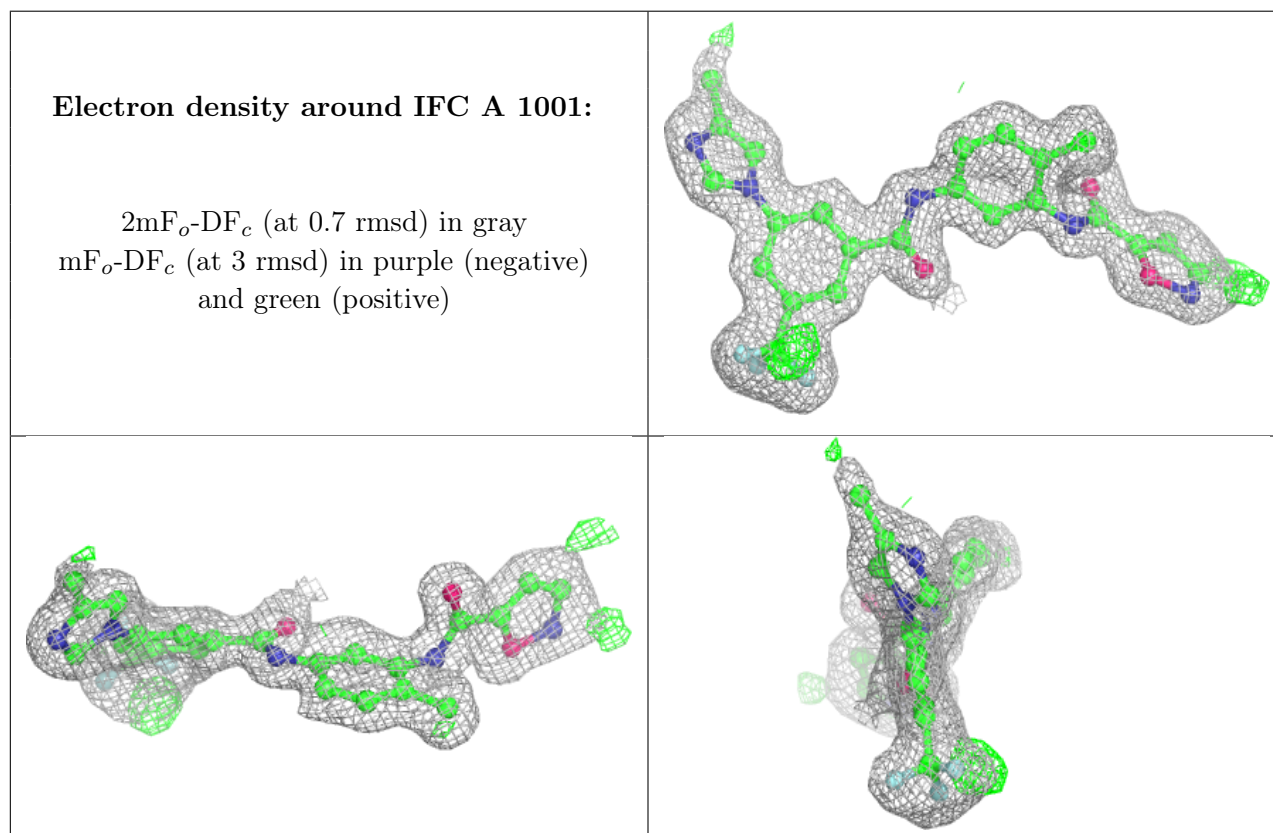 Electron density around IFC A 1001:
2mFo-DFc (at 0.7 rmsd) in gray
mFo-DFc (at 3 rmsd) in purple (negative)
and green (positive)